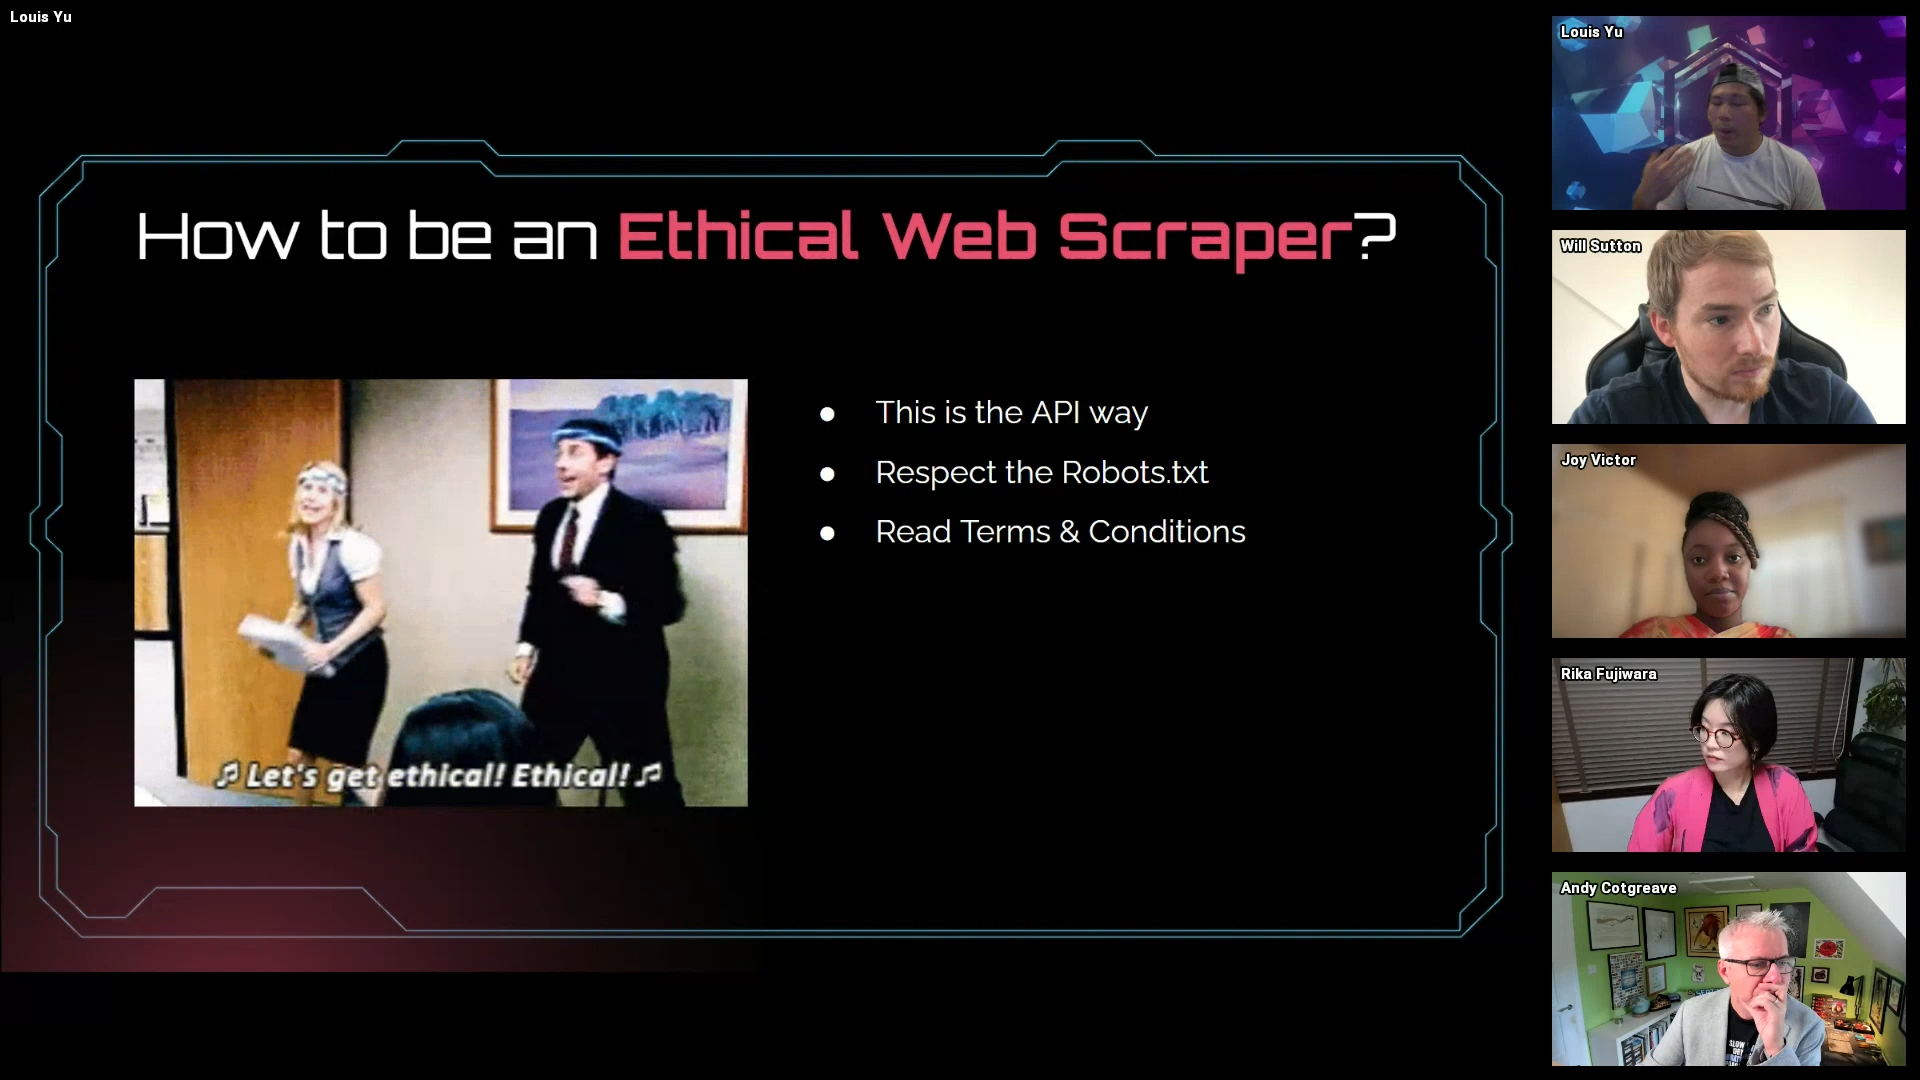 Louis Yu
How to be an Ethical Web Scraper?
This is the API way
Respect the Robots.txt
Read Terms & Conditions
♫ Let's get ethical! Ethical! ♫
Louis Yu
Will Sutton
Joy Victor
Rika Fujiwara
Andy Cotgreave